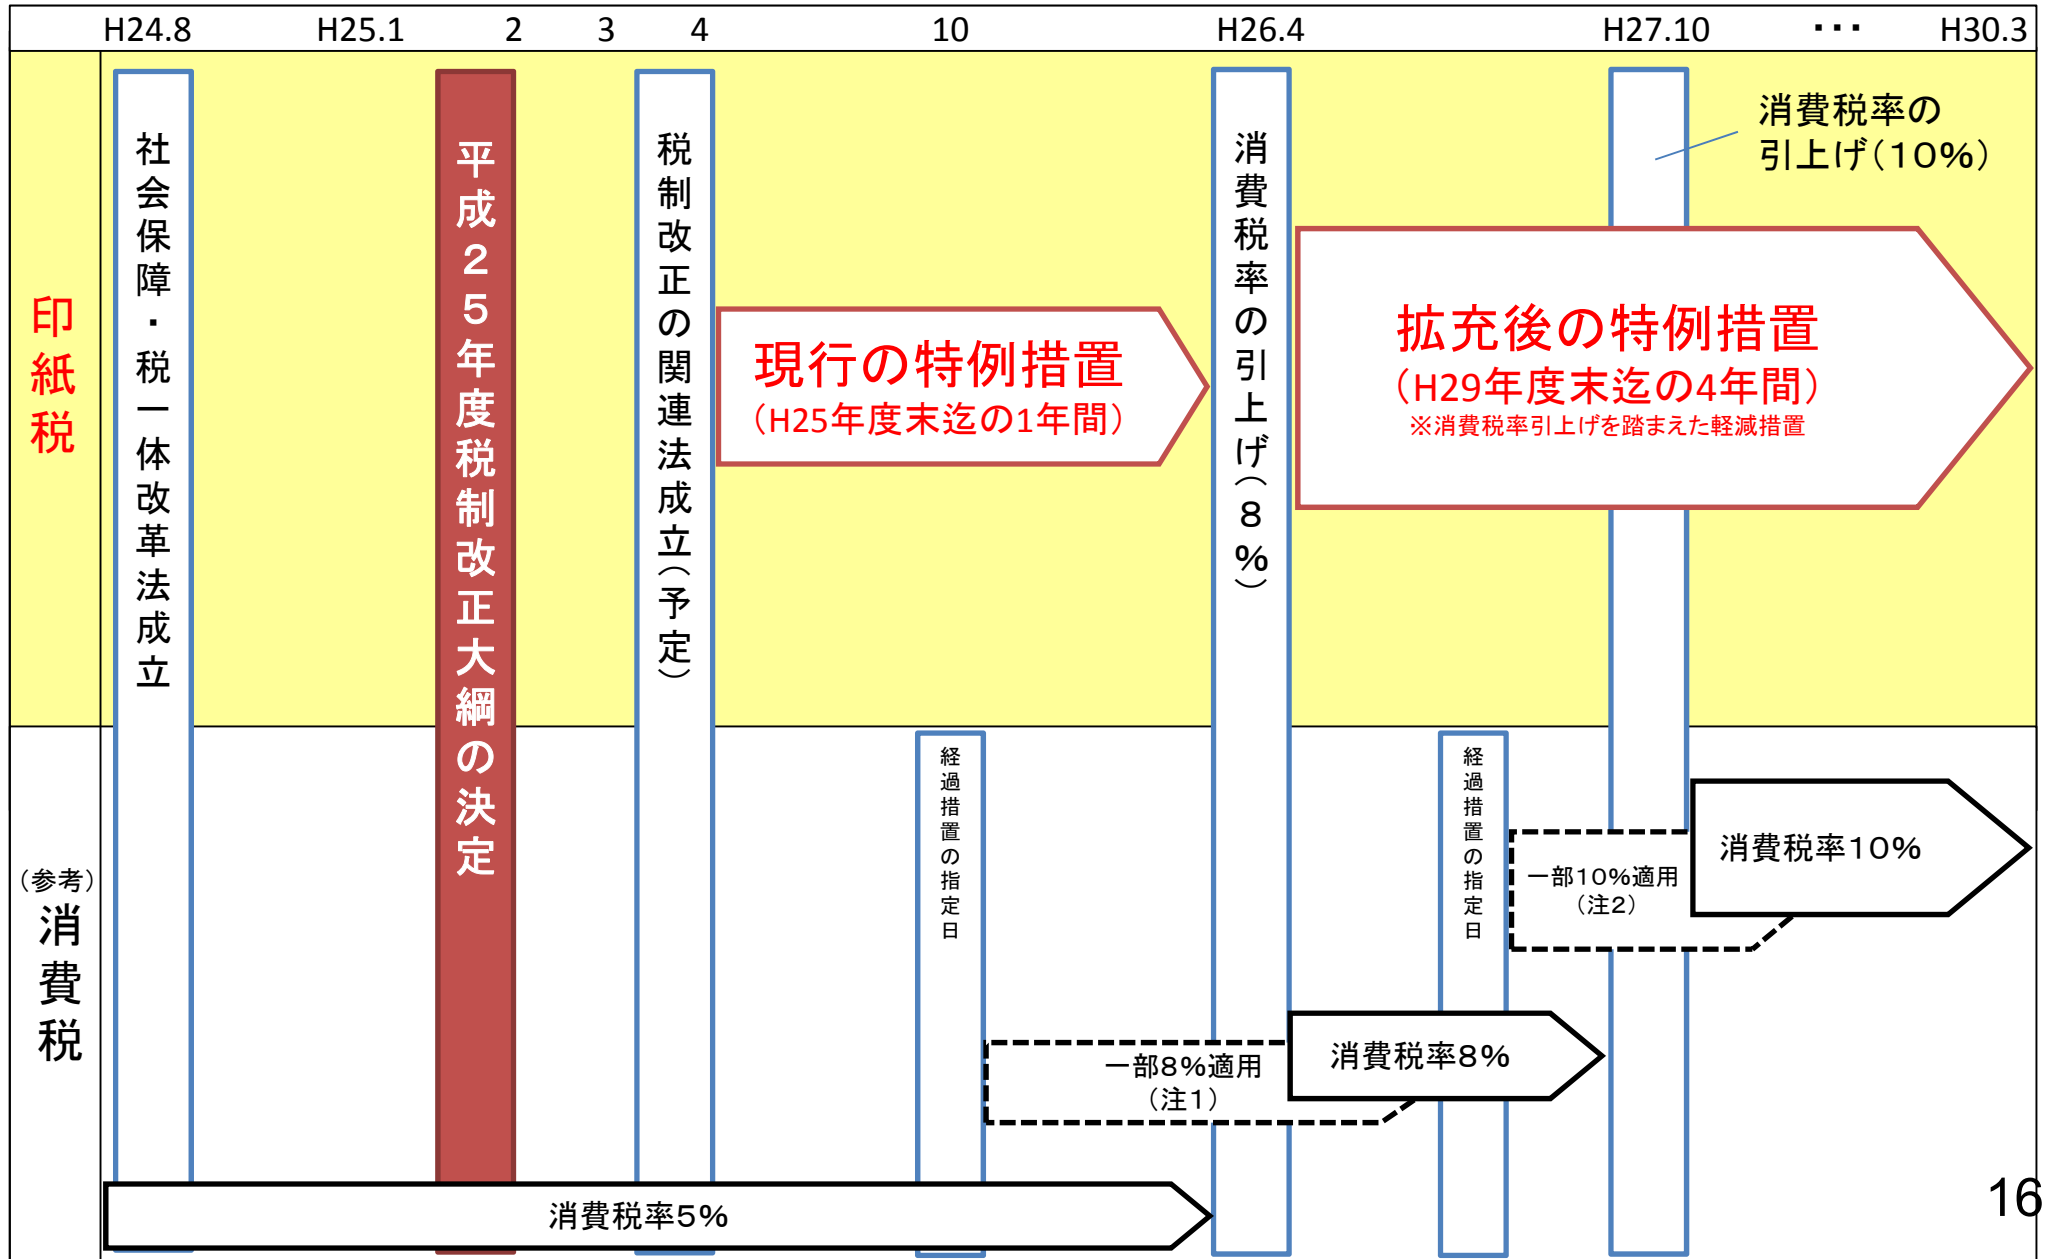 H24.8 H25.1 2 3 4 10 H26.4 H27.10 ・・・ H30.3
印紙税
社会保障・税一体改革法成立
平成25年度税制改正大綱の決定
税制改正の関連法成立（予定）
現行の特例措置
（H25年度末迄の1年間）
消費税率の引上げ（8％）
消費税率の
引上げ（10％）
拡充後の特例措置
（H29年度末迄の4年間）
※消費税率引上げを踏まえた軽減措置
（参考）
消費税
経過措置の指定日
経過措置の指定日
消費税率10％
一部10％適用
（注2）
消費税率8％
一部8％適用
（注1）
消費税率5％
16